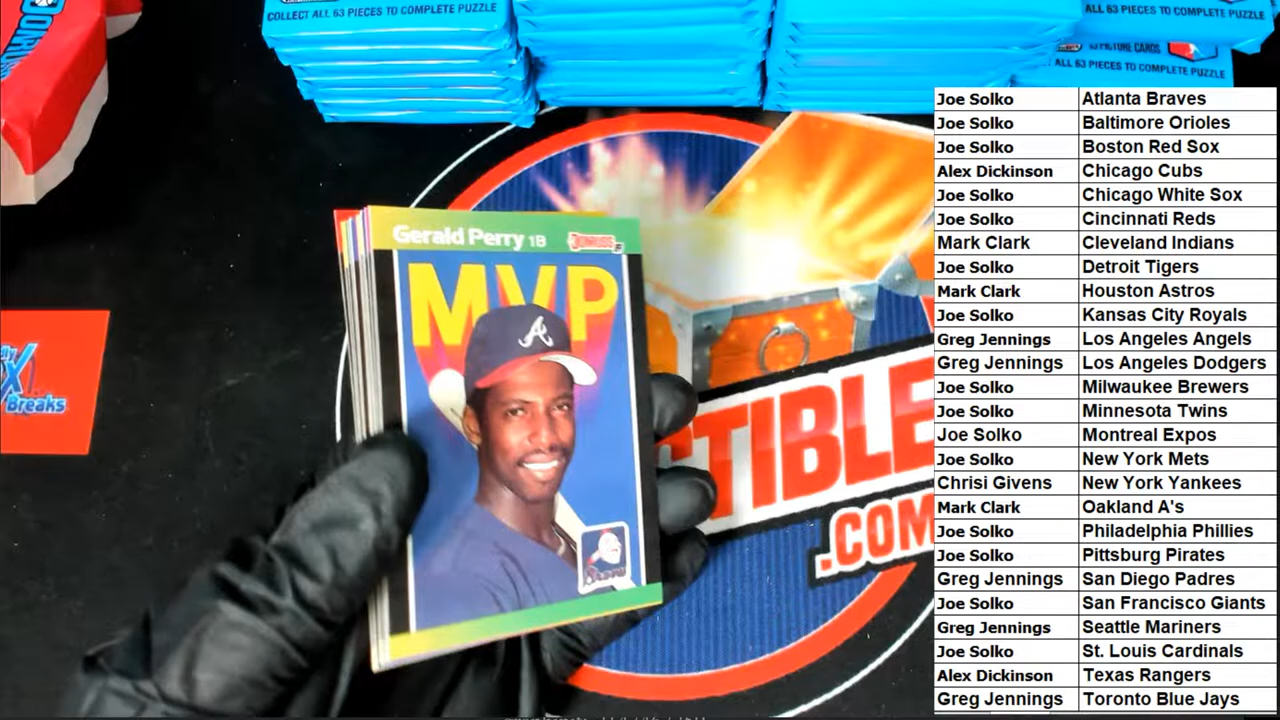 COLLECT ALL 63 PIECES TO COMPLETE PUZZLE
ALL 63 PIECES TO COMPLETE PUZZLE
63 PICTURE CARDS
ALL 63 PIECES TO COMPLETE PUZZLE
Gerald Perry 1B
DONRUSS 89
MVP
A
Breaks
CTIBLE
.COM
Joe Solko Atlanta Braves
Joe Solko Baltimore Orioles
Joe Solko Boston Red Sox
Alex Dickinson Chicago Cubs
Joe Solko Chicago White Sox
Joe Solko Cincinnati Reds
Mark Clark Cleveland Indians
Joe Solko Detroit Tigers
Mark Clark Houston Astros
Joe Solko Kansas City Royals
Greg Jennings Los Angeles Angels
Greg Jennings Los Angeles Dodgers
Joe Solko Milwaukee Brewers
Joe Solko Minnesota Twins
Joe Solko Montreal Expos
Joe Solko New York Mets
Chrisi Givens New York Yankees
Mark Clark Oakland A's
Joe Solko Philadelphia Phillies
Joe Solko Pittsburg Pirates
Greg Jennings San Diego Padres
Joe Solko San Francisco Giants
Greg Jennings Seattle Mariners
Joe Solko St. Louis Cardinals
Alex Dickinson Texas Rangers
Greg Jennings Toronto Blue Jays